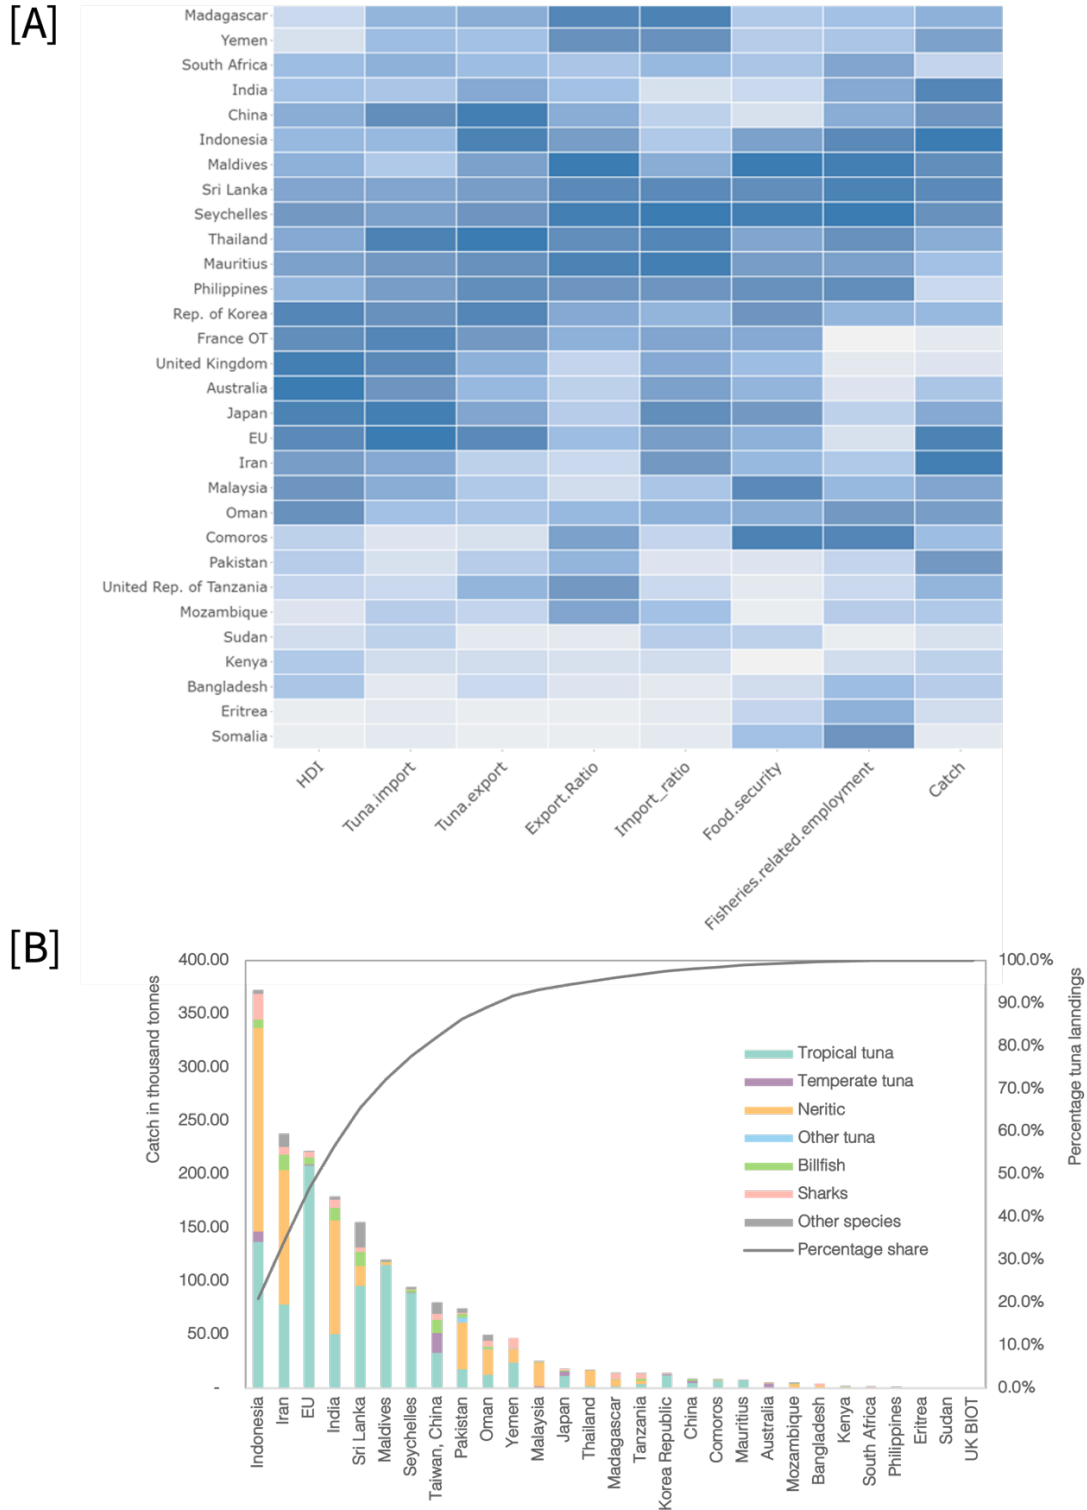 [A]
Madagascar
Yemen
South Africa
India
China
Indonesia
Maldives
Sri Lanka
Seychelles
Thailand
Mauritius
Philippines
Rep. of Korea
France OT
United Kingdom
Australia
Japan
EU
Iran
Malaysia
Oman
Comoros
Pakistan
United Rep. of Tanzania
Mozambique
Sudan
Kenya
Bangladesh
Eritrea
Somalia
HDI
Tuna.import
Tuna.export
Export.Ratio
Import_ratio
Food.security
Fisheries.related.employment
Catch
[B]
Catch in thousand tonnes
400.00
350.00
300.00
250.00
200.00
150.00
100.00
50.00
-
Tropical tuna
Temperate tuna
Neritic
Other tuna
Billfish
Sharks
Other species
Percentage share
100.0%
90.0%
80.0%
70.0%
60.0%
50.0%
40.0%
30.0%
20.0%
10.0%
0.0%
Percentage tuna lanndings
Indonesia
Iran
EU
India
Sri Lanka
Maldives
Seychelles
Taiwan, China
Pakistan
Oman
Yemen
Malaysia
Japan
Thailand
Madagascar
Tanzania
Korea Republic
China
Comoros
Mauritius
Australia
Mozambique
Bangladesh
Kenya
South Africa
Philippines
Eritrea
Sudan
UK BIOT